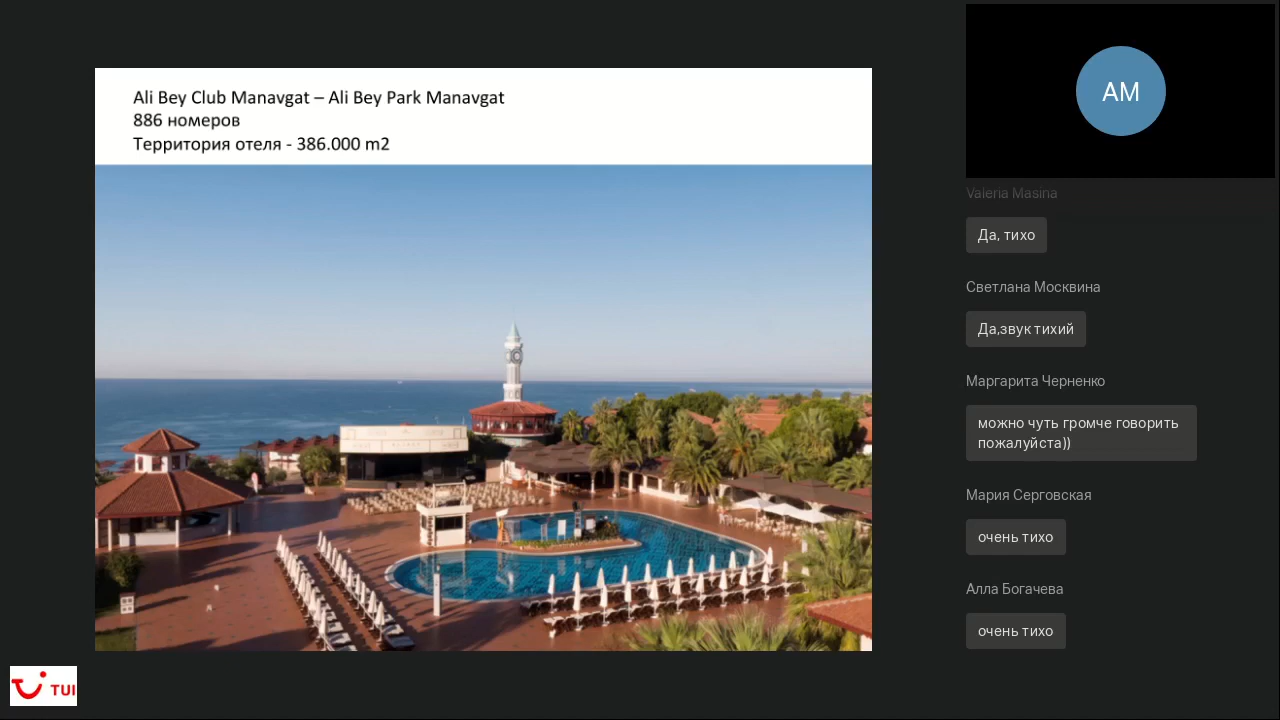 Ali Bey Club Manavgat – Ali Bey Park Manavgat
886 номеров
Территория отеля - 386.000 m2
AM
Valeria Masina
Да, тихо
Светлана Москвина
Да,звук тихий
Маргарита Черненко
можно чуть громче говорить
пожалуйста))
Мария Серговская
очень тихо
Алла Богачева
очень тихо
TUI